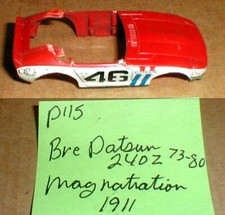 46
P115
Bre Datsun
240Z 73-80
Magnatration
1911